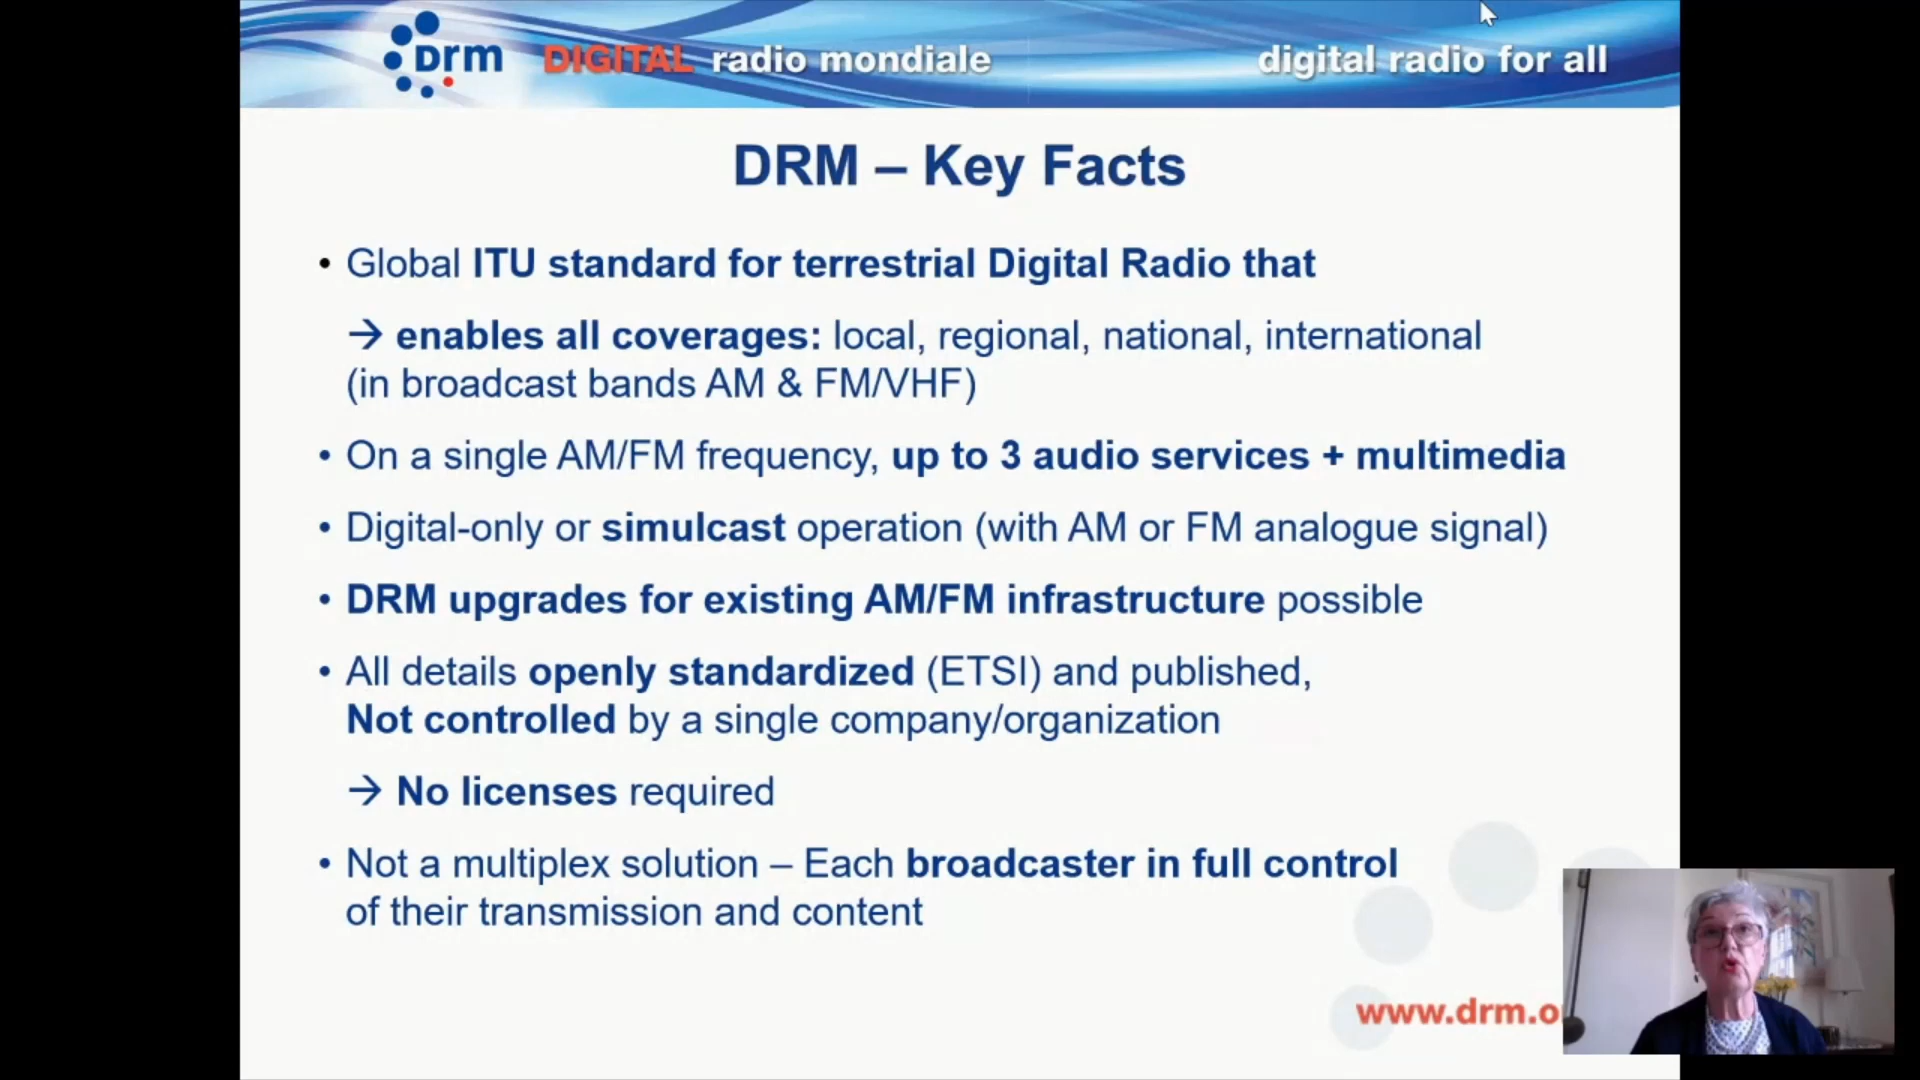 Drm DIGITAL radio mondiale digital radio for all
DRM – Key Facts
• Global ITU standard for terrestrial Digital Radio that
→ enables all coverages: local, regional, national, international
(in broadcast bands AM & FM/VHF)
• On a single AM/FM frequency, up to 3 audio services + multimedia
• Digital-only or simulcast operation (with AM or FM analogue signal)
• DRM upgrades for existing AM/FM infrastructure possible
• All details openly standardized (ETSI) and published,
Not controlled by a single company/organization
→ No licenses required
• Not a multiplex solution – Each broadcaster in full control
of their transmission and content
www.drm.o